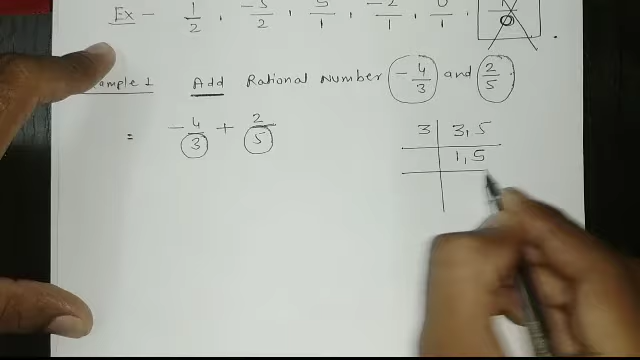 Ex - 1/2 , -5/2 , 5/1 , -2/1 , 0/1 , 1/0 .
Example 1 Add Rational Number -4/3 and 2/5.
= -4/3 + 2/5
3 | 3, 5
1, 5